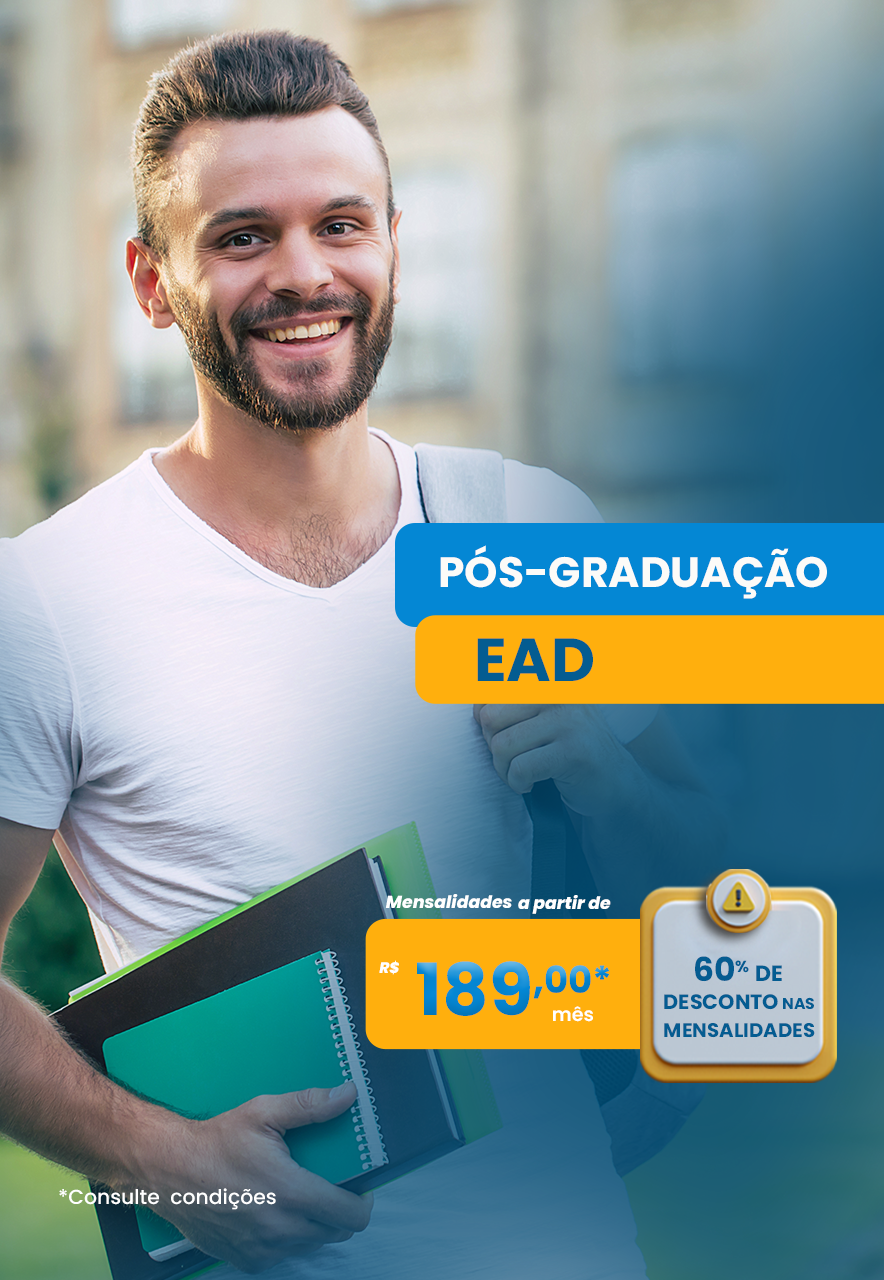 PÓS-GRADUAÇÃO
EAD
Mensalidades a partir de
R$ 189,00*
mês
60% DE
DESCONTO NAS
MENSALIDADES
*Consulte condições